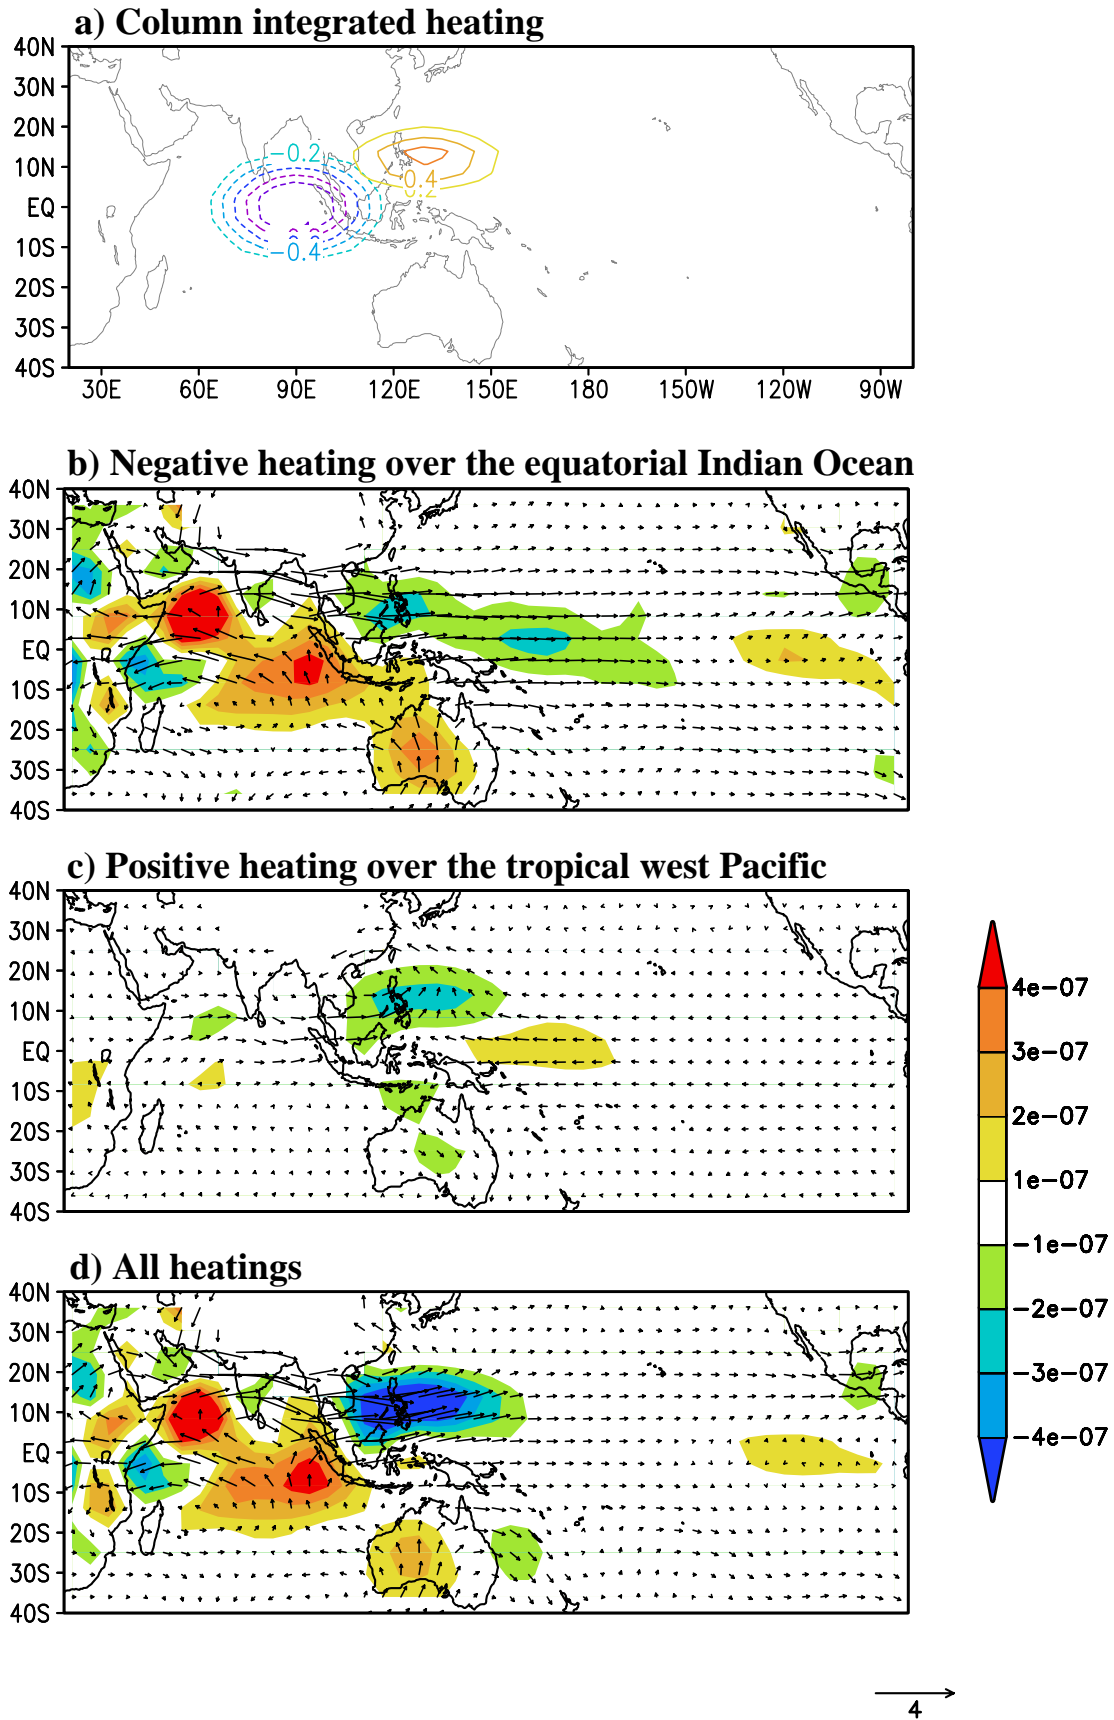 a) Column integrated heating
40N
30N
20N
10N
EQ
10S
20S
30S
40S
-0.2
0.4
0.2
-0.4
30E 60E 90E 120E 150E 180 150W 120W 90W
b) Negative heating over the equatorial Indian Ocean
40N
30N
20N
10N
EQ
10S
20S
30S
40S
c) Positive heating over the tropical west Pacific
40N
30N
20N
10N
EQ
10S
20S
30S
40S
d) All heatings
40N
30N
20N
10N
EQ
10S
20S
30S
40S
4e-07
3e-07
2e-07
1e-07
-1e-07
-2e-07
-3e-07
-4e-07
4